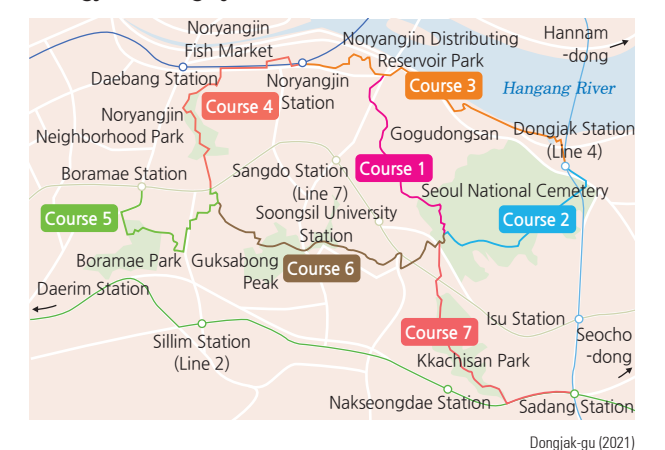 Noryangjin
Fish Market
Noryangjin Distributing
Reservoir Park
Hannam
-dong
Daebang Station
Noryangjin
Station
Course 3
Hangang River
Course 4
Noryangjin
Neighborhood Park
Gogudongsan
Dongjak Station
(Line 4)
Boramae Station
Sangdo Station
(Line 7)
Course 1
Seoul National Cemetery
Course 5
Soongsil University
Station
Course 2
Boramae Park
Guksabong
Peak
Course 6
Daerim Station
Sillim Station
(Line 2)
Course 7
Isu Station
Seocho
-dong
Kkachisan Park
Nakseongdae Station
Sadang Station
Dongjak-gu (2021)